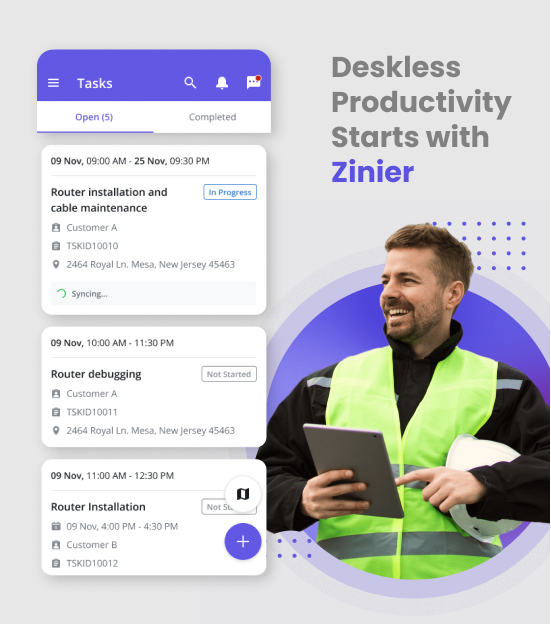 Tasks
Open (5)
Completed
09 Nov, 09:00 AM - 25 Nov, 09:30 PM
Router installation and
cable maintenance
In Progress
Customer A
TSKID10010
2464 Royal Ln. Mesa, New Jersey 45463
Syncing...
09 Nov, 10:00 AM - 11:30 PM
Router debugging
Not Started
Customer A
TSKID10011
2464 Royal Ln. Mesa, New Jersey 45463
09 Nov, 11:00 AM - 12:30 PM
Router Installation
Not
09 Nov, 4:00 PM - 4:30 PM
Customer B
TSKID10012
Deskless
Productivity
Starts with
Zinier